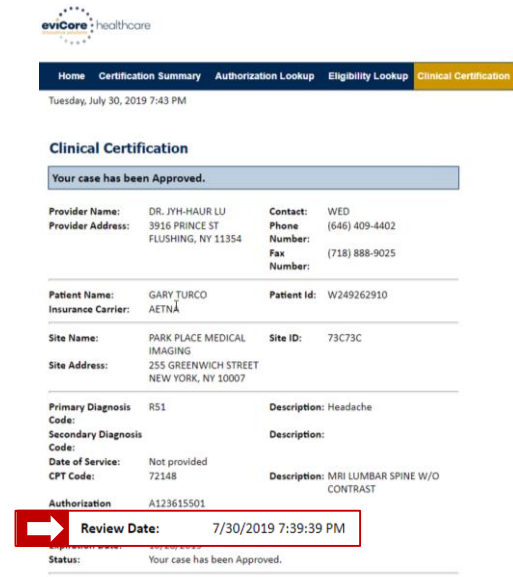 eviCore healthcare
Home Certification Summary Authorization Lookup Eligibility Lookup Clinical Certification
Tuesday, July 30, 2019 7:43 PM
Clinical Certification
Your case has been Approved.
Provider Name: DR. JYH-HAUR LU Contact: WED
Provider Address: 3916 PRINCE ST Phone (646) 409-4402
FLUSHING, NY 11354 Number:
Fax (718) 888-9025
Number:
Patient Name: GARY TURCO Patient Id: W249262910
Insurance Carrier: AETNA
Site Name: PARK PLACE MEDICAL Site ID: 73C73C
IMAGING
Site Address: 255 GREENWICH STREET
NEW YORK, NY 10007
Primary Diagnosis R51 Description: Headache
Code:
Secondary Diagnosis Description:
Code:
Date of Service: Not provided
CPT Code: 72148 Description: MRI LUMBAR SPINE W/O
CONTRAST
Authorization A123615501
Review Date: 7/30/2019 7:39:39 PM
Status: Your case has been Approved.